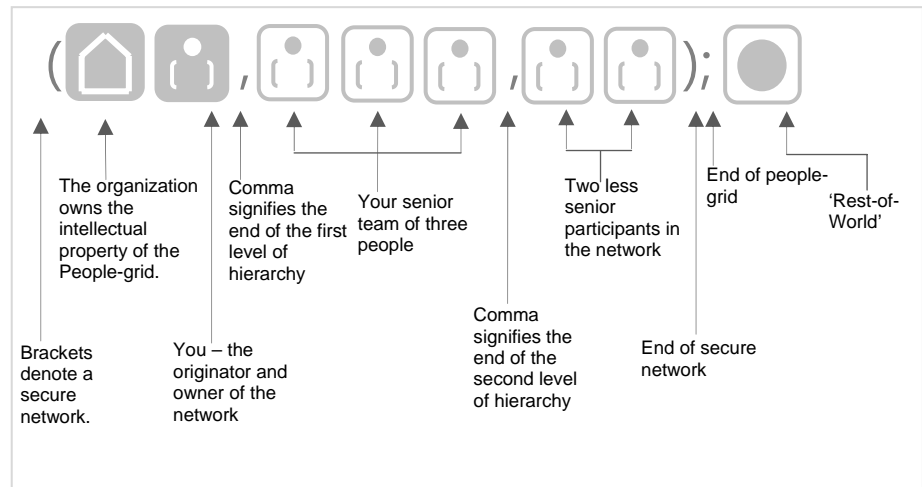 ( , , );
The organization
owns the
intellectual
property of the
People-grid.
Comma
signifies the
end of the first
level of
hierarchy
Your senior
team of three
people
Two less
senior
participants in
the network
End of people-
grid
‘Rest-of-
World’
Brackets
denote a
secure
network.
You – the
originator and
owner of the
network
Comma
signifies the
end of the
second level
of hierarchy
End of secure
network